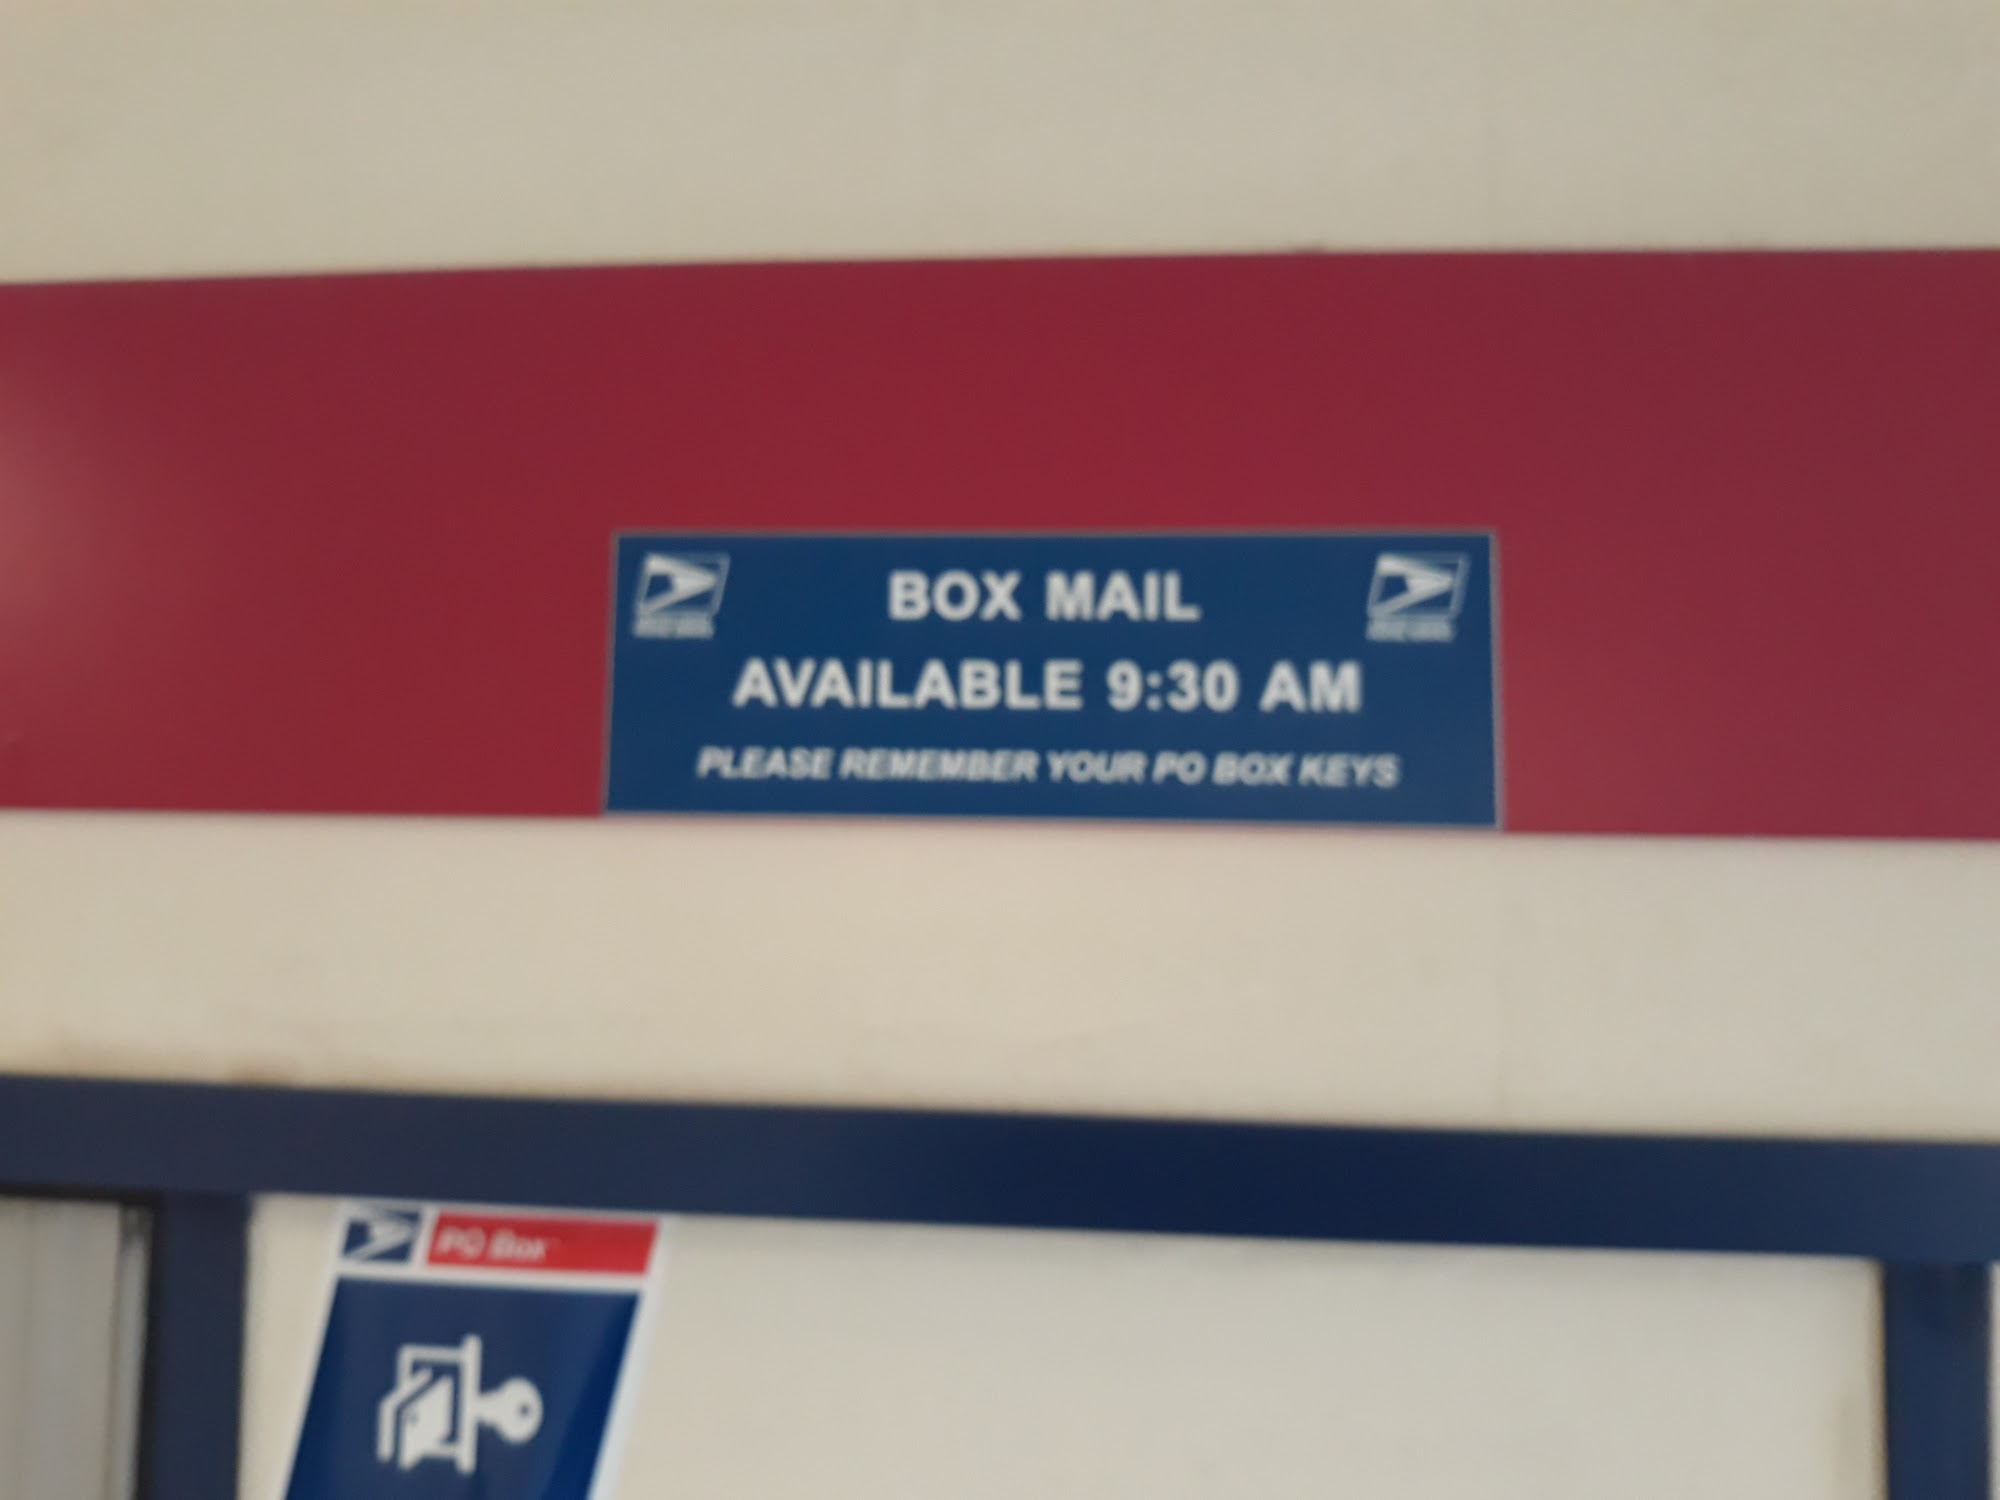 BOX MAIL
AVAILABLE 9:30 AM
PLEASE REMEMBER YOUR PO BOX KEYS
PO Box